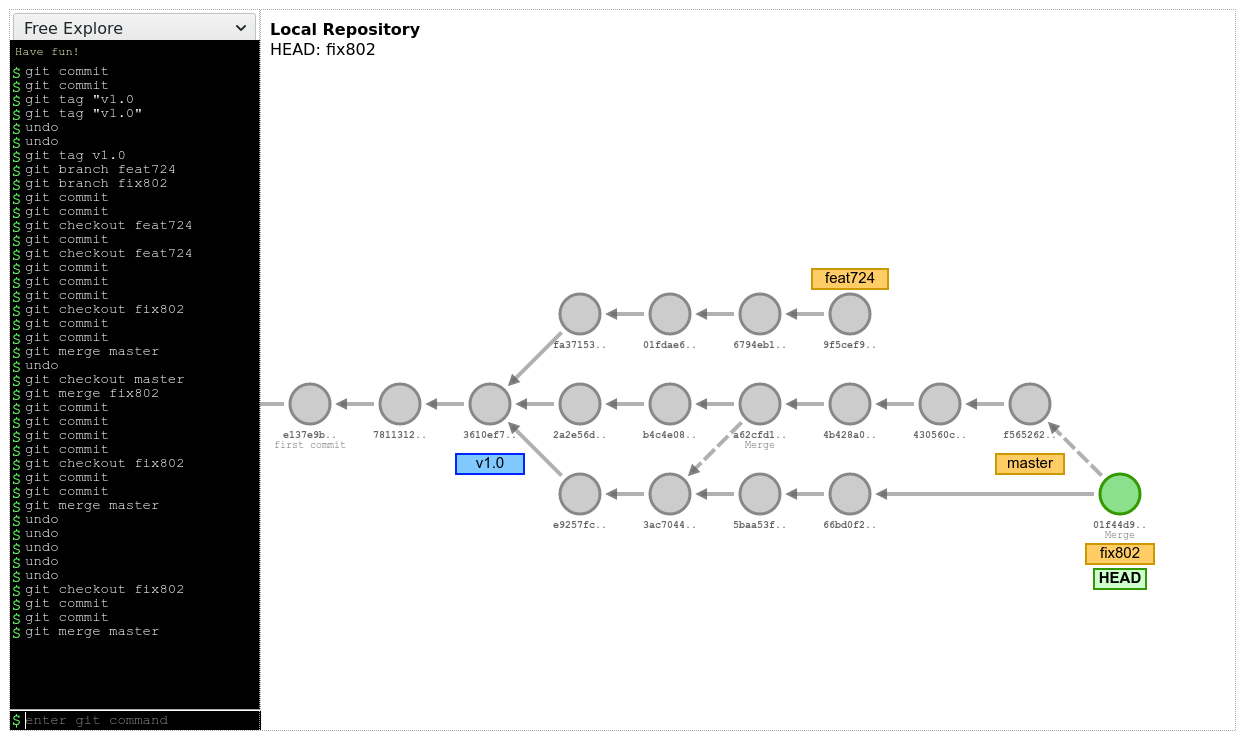 Free Explore
Have fun!
$ git commit
$ git commit
$ git tag "v1.0
$ git tag "v1.0"
$ undo
$ undo
$ git tag v1.0
$ git branch feat724
$ git branch fix802
$ git commit
$ git commit
$ git checkout feat724
$ git commit
$ git checkout feat724
$ git commit
$ git commit
$ git commit
$ git checkout fix802
$ git commit
$ git commit
$ git merge master
$ undo
$ git checkout master
$ git merge fix802
$ git commit
$ git commit
$ git commit
$ git commit
$ git checkout fix802
$ git commit
$ git commit
$ git merge master
$ undo
$ undo
$ undo
$ undo
$ undo
$ git checkout fix802
$ git commit
$ git commit
$ git merge master
$ enter git command
Local Repository
HEAD: fix802
feat724
fa37153.. 01fdae6.. 6794eb1.. 9f5cef9..
e137e9b.. 7811312.. 3610ef7.. 2a2e56d.. b4c4e08.. a62cfd1.. 4b428a0.. 430560c.. f565262..
first commit Merge
v1.0 master
e9257fc.. 3ac7044.. 5baa53f.. 66bd0f2.. 01f44d9..
Merge
fix802
HEAD